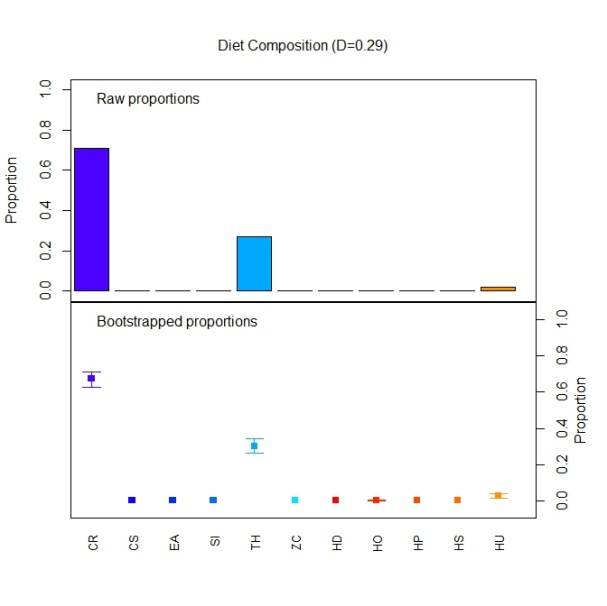 Diet Composition (D=0.29)
Raw proportions
Proportion
1.0
0.8
0.6
0.4
0.2
0.0
Bootstrapped proportions
1.0
0.8
0.6
0.4
0.2
0.0
Proportion
CR CS EA SI TH ZC HD HO HP HS HU